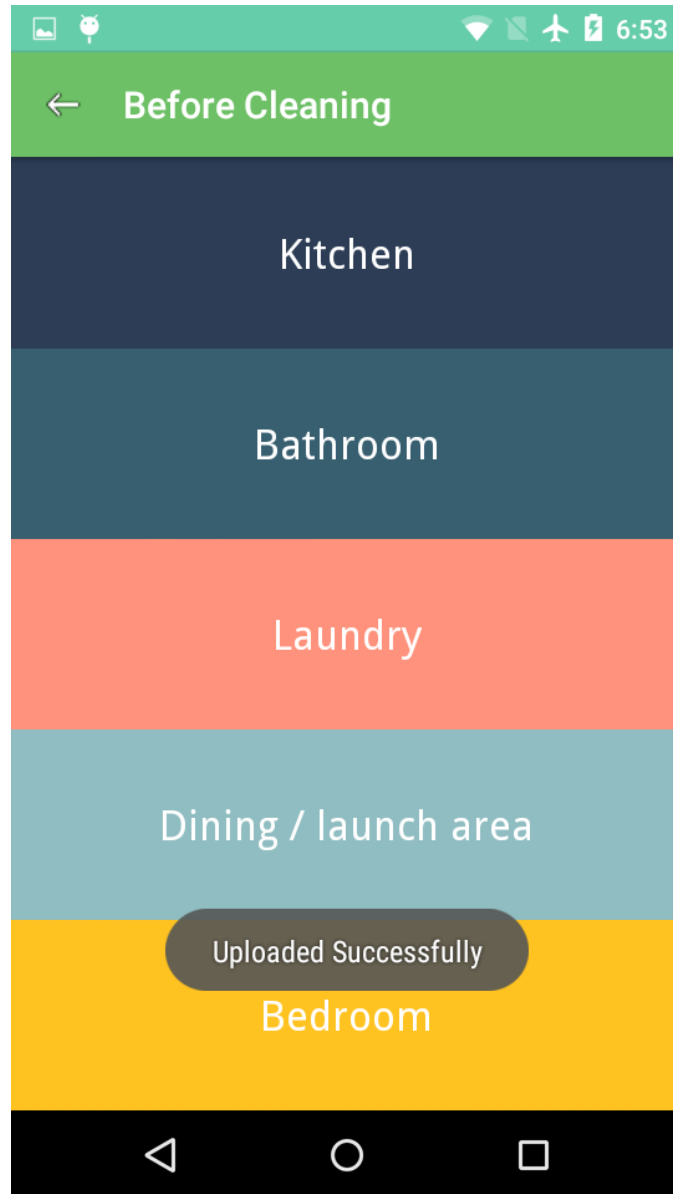 6:53
Before Cleaning
Kitchen
Bathroom
Laundry
Dining / launch area
Uploaded Successfully
Bedroom